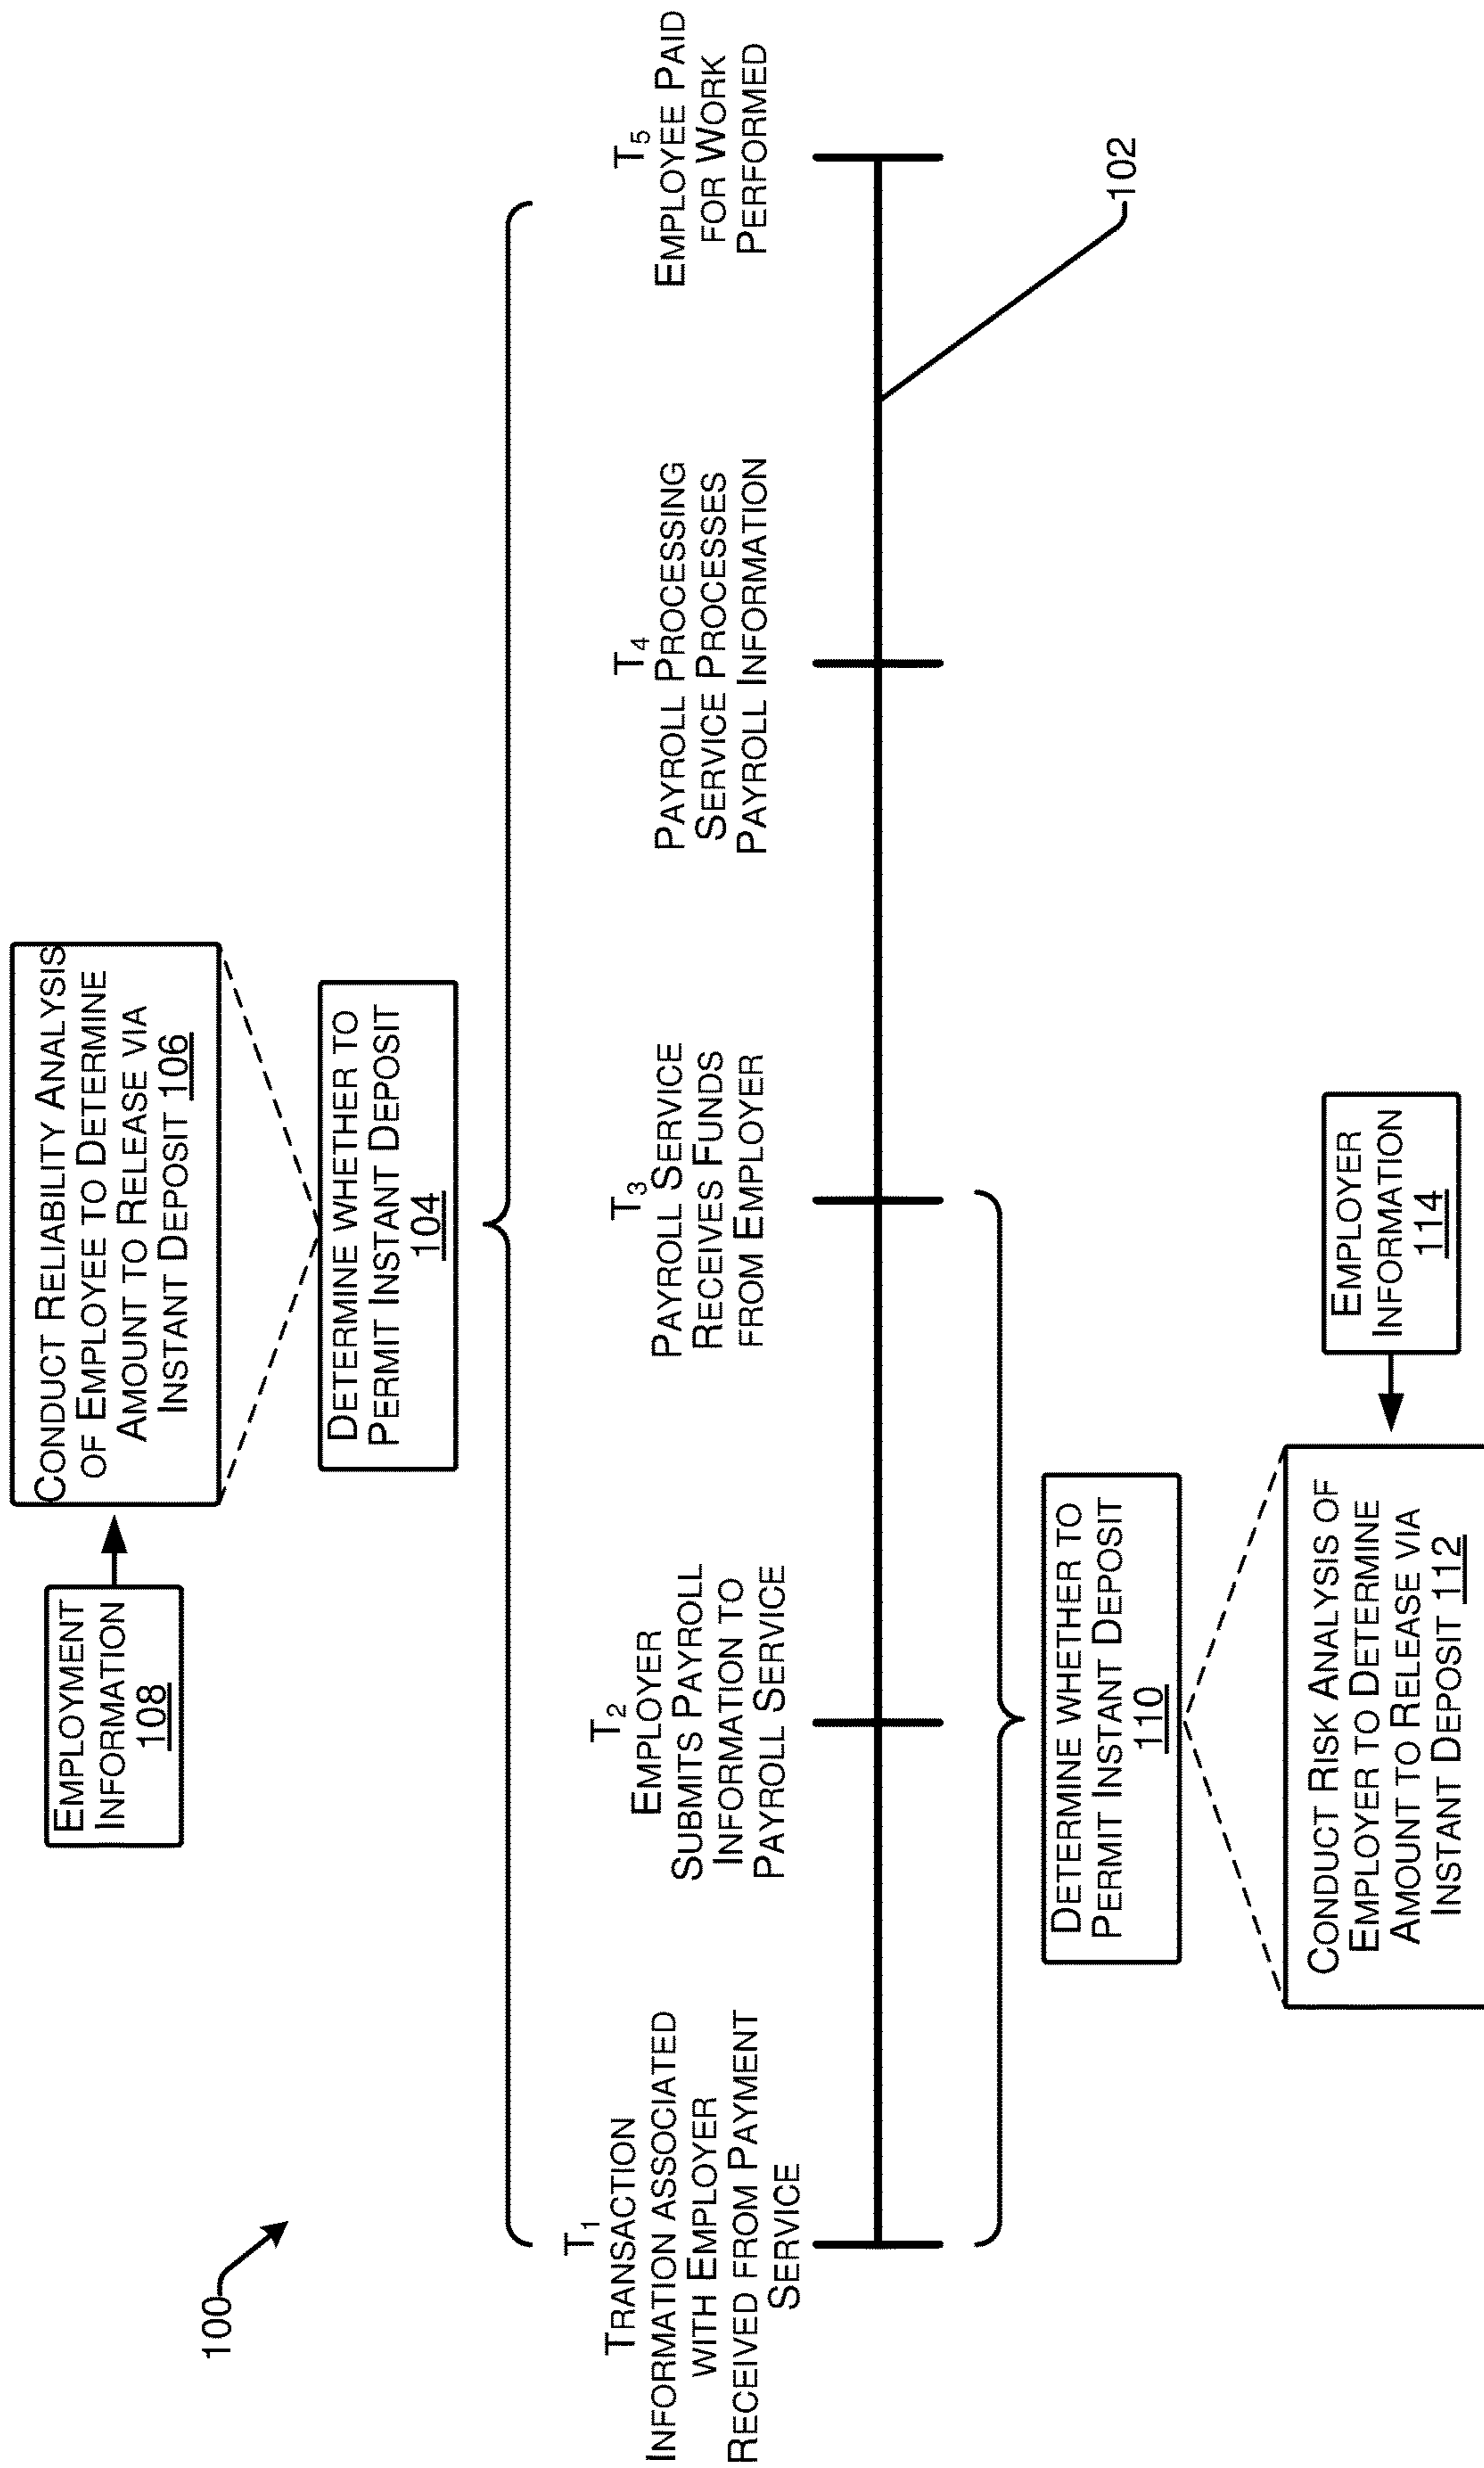 100
EMPLOYMENT
INFORMATION
108
CONDUCT RELIABILITY ANALYSIS
OF EMPLOYEE TO DETERMINE
AMOUNT TO RELEASE VIA
INSTANT DEPOSIT 106
DETERMINE WHETHER TO
PERMIT INSTANT DEPOSIT
104
T1
TRANSACTION
INFORMATION ASSOCIATED
WITH EMPLOYER
RECEIVED FROM PAYMENT
SERVICE
T2
EMPLOYER
SUBMITS PAYROLL
INFORMATION TO
PAYROLL SERVICE
T3
PAYROLL SERVICE
RECEIVES FUNDS
FROM EMPLOYER
T4
PAYROLL PROCESSING
SERVICE PROCESSES
PAYROLL INFORMATION
T5
EMPLOYEE PAID
FOR WORK
PERFORMED
102
DETERMINE WHETHER TO
PERMIT INSTANT DEPOSIT
110
CONDUCT RISK ANALYSIS OF
EMPLOYER TO DETERMINE
AMOUNT TO RELEASE VIA
INSTANT DEPOSIT 112
EMPLOYER
INFORMATION
114